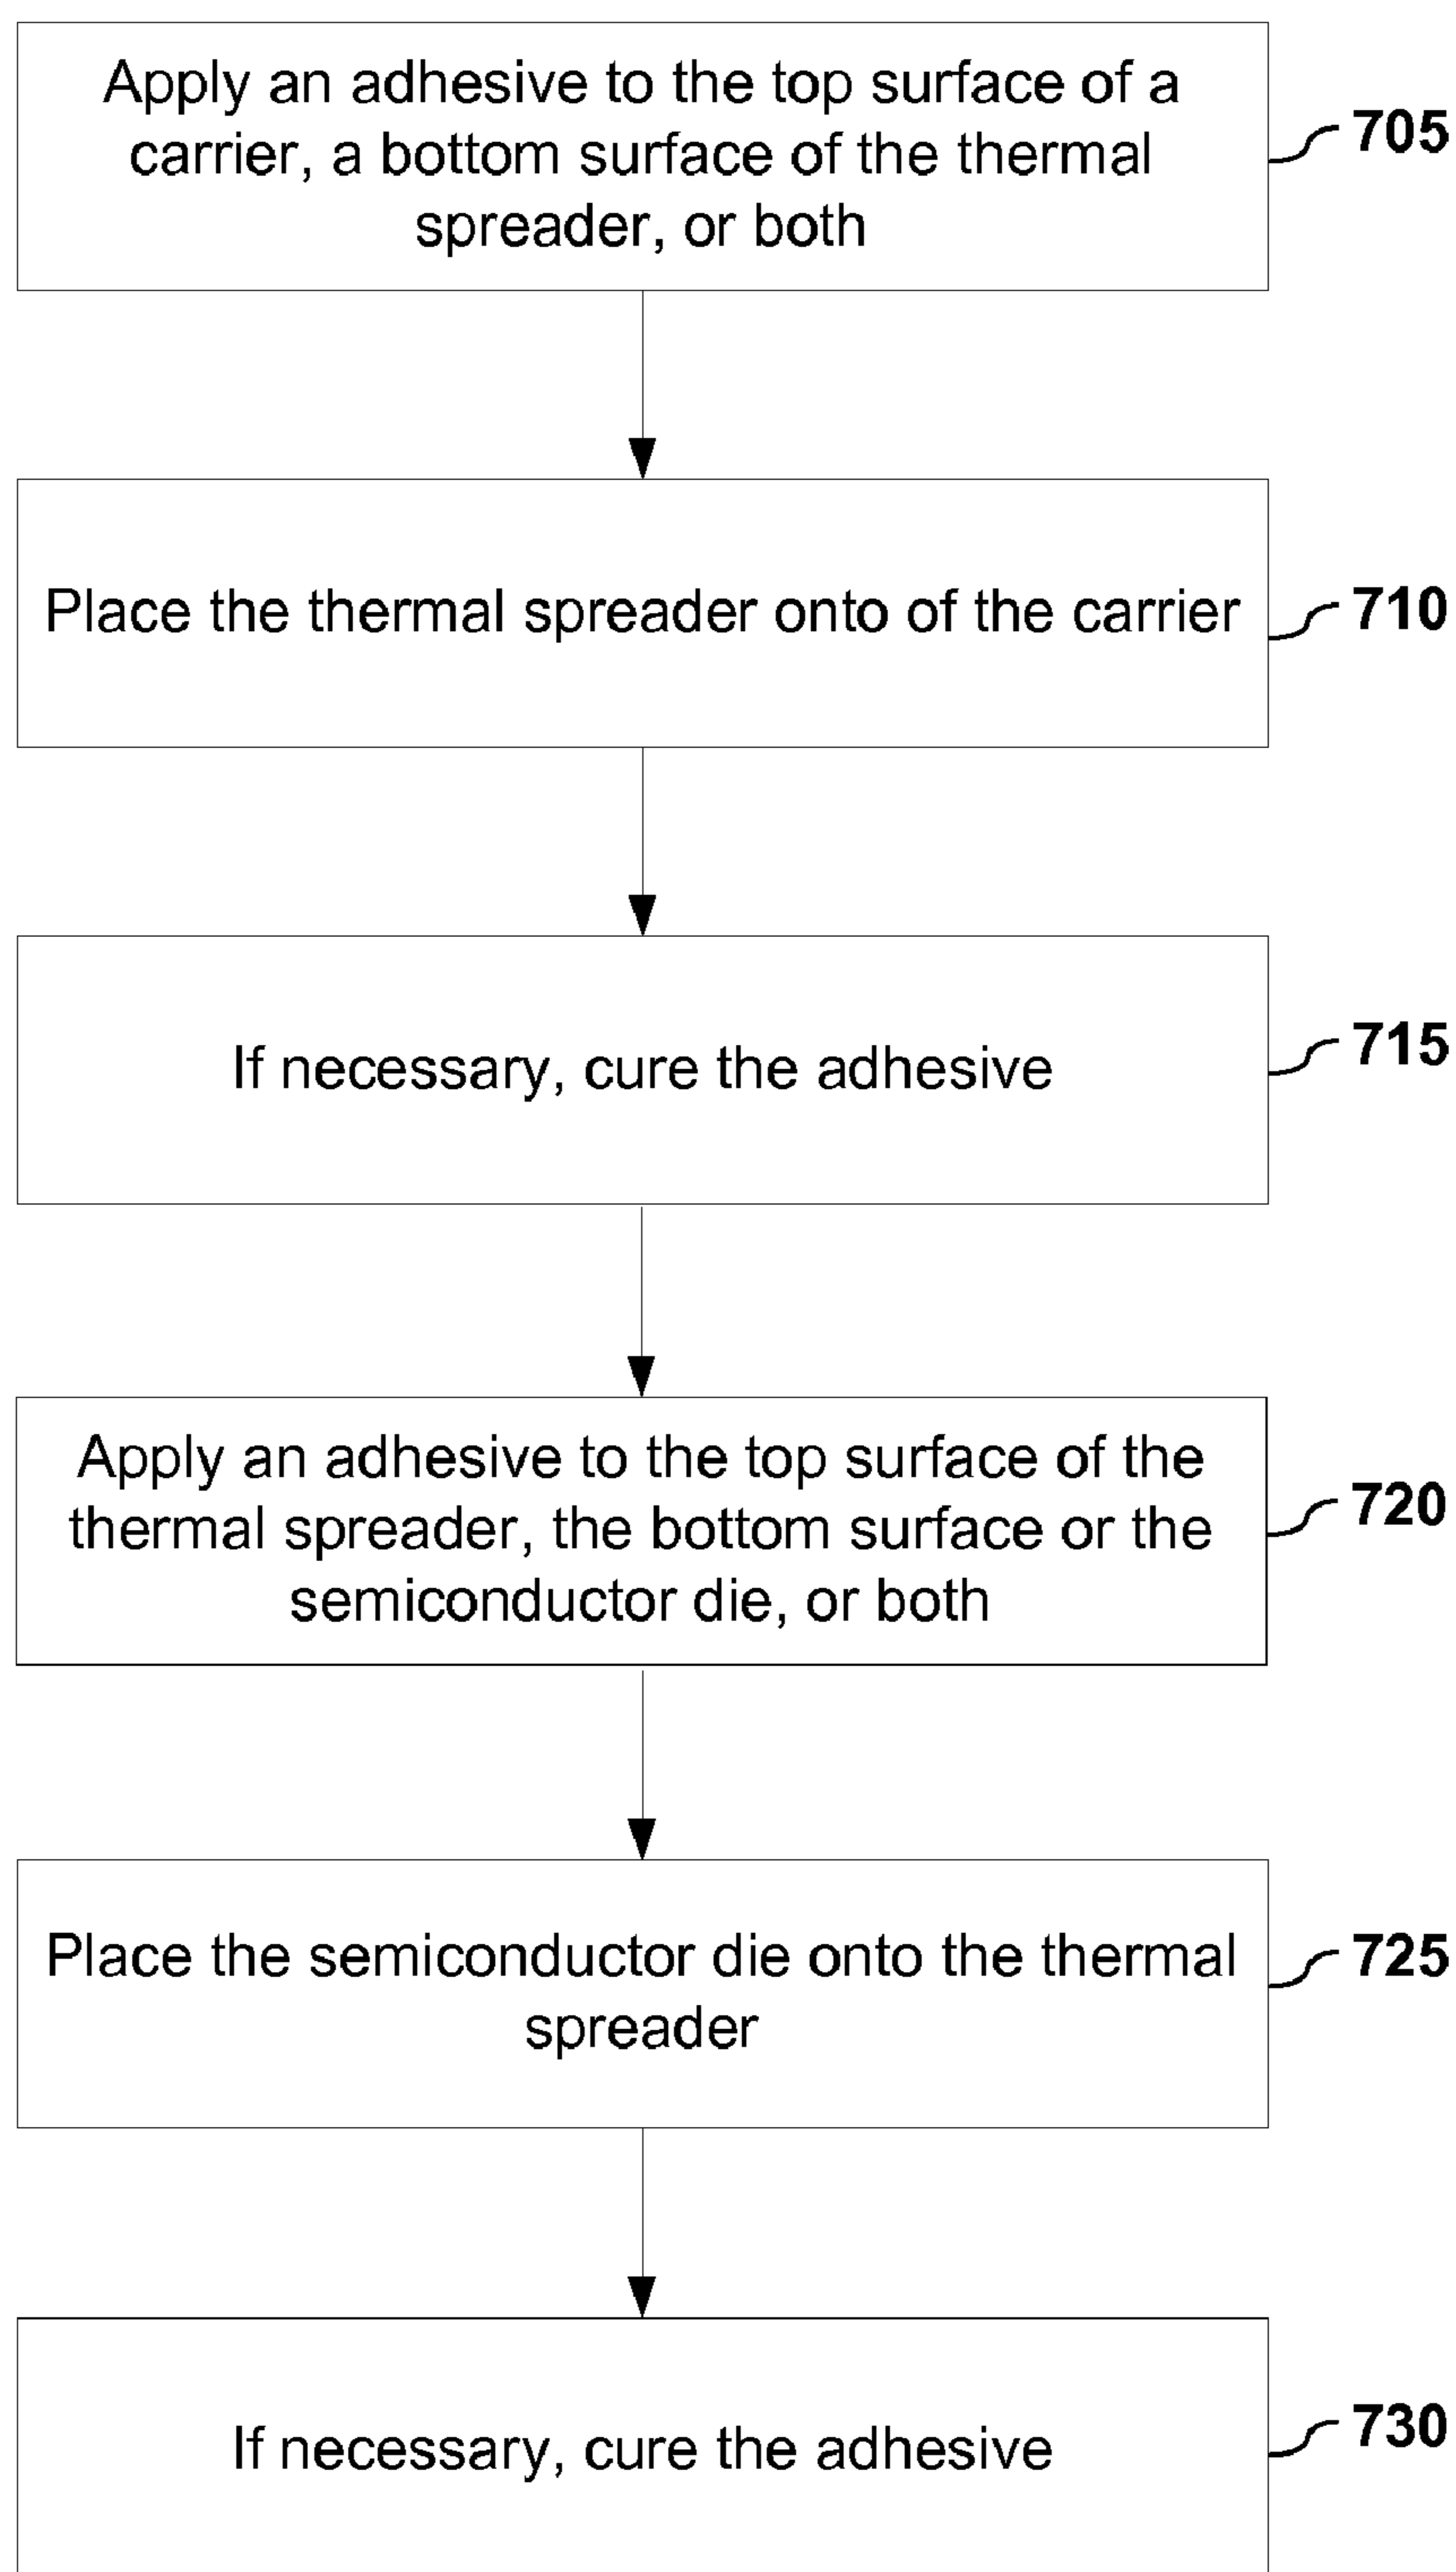 Apply an adhesive to the top surface of a
carrier, a bottom surface of the thermal
spreader, or both
705
Place the thermal spreader onto of the carrier
710
If necessary, cure the adhesive
715
Apply an adhesive to the top surface of the
thermal spreader, the bottom surface or the
semiconductor die, or both
720
Place the semiconductor die onto the thermal
spreader
725
If necessary, cure the adhesive
730